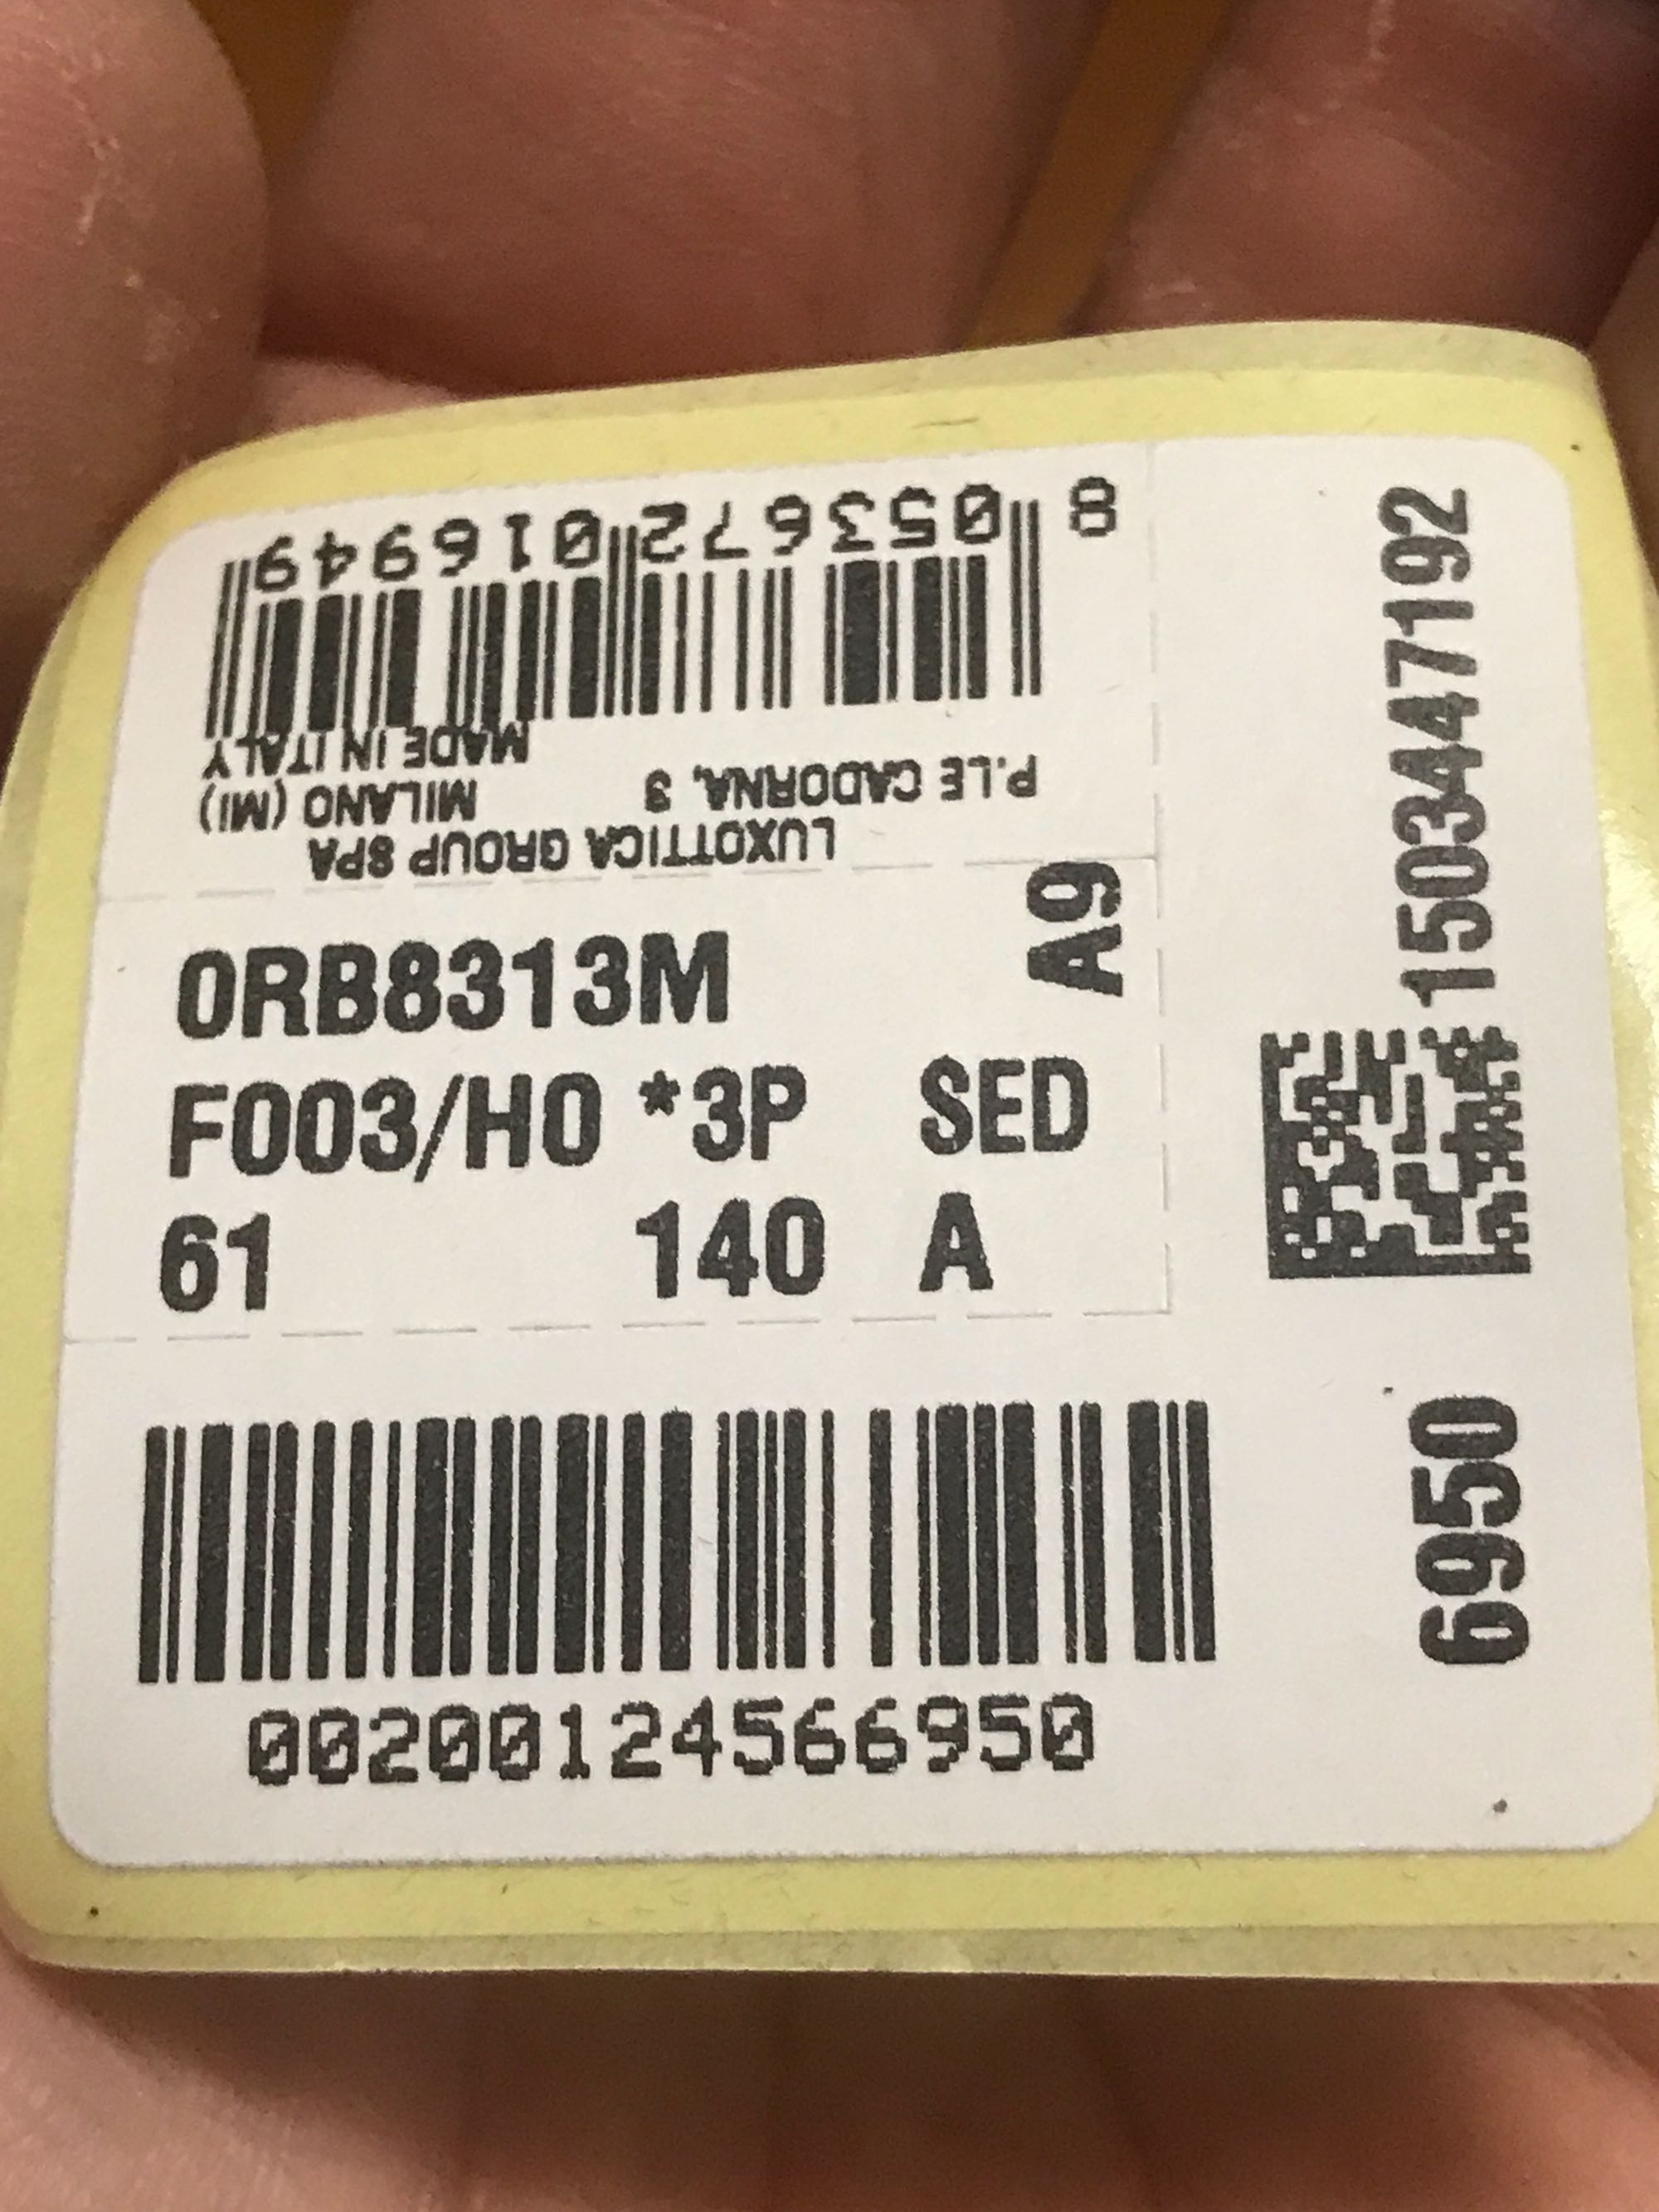 8 053672 016949
LUXOTTICA GROUP SPA
P.LE CADORNA, 3 MILANO (MI)
MADE IN ITALY
0RB8313M A9
F003/H0 *3P SED
61 140 A
00200124566950
1503447192
6950